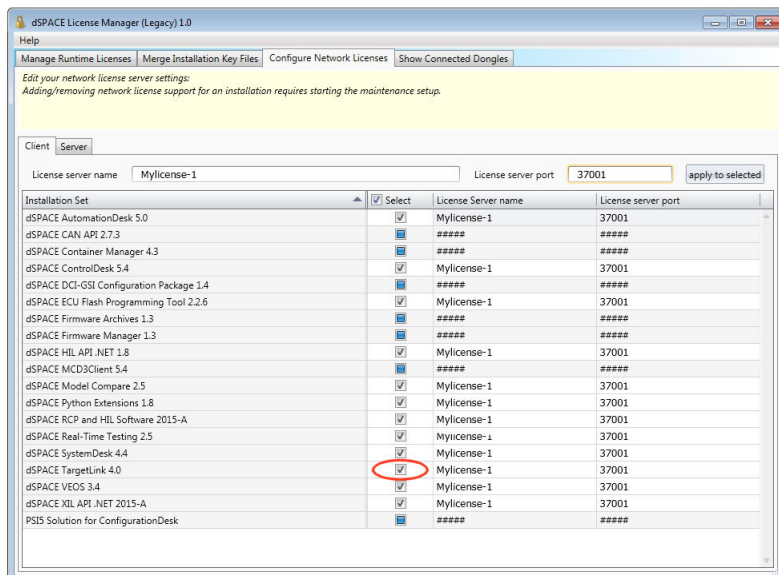 dSPACE License Manager (Legacy) 1.0
Help
Manage Runtime Licenses Merge Installation Key Files Configure Network Licenses Show Connected Dongles
Edit your network license server settings:
Adding/removing network license support for an installation requires starting the maintenance setup.
Client Server
License server name Mylicense-1 License server port 37001 apply to selected
Installation Set Select License Server name License server port
dSPACE AutomationDesk 5.0 Mylicense-1 37001
dSPACE CAN API 2.7.3 ##### #####
dSPACE Container Manager 4.3 ##### #####
dSPACE ControlDesk 5.4 Mylicense-1 37001
dSPACE DCI-GSI Configuration Package 1.4 ##### #####
dSPACE ECU Flash Programming Tool 2.2.6 Mylicense-1 37001
dSPACE Firmware Archives 1.3 ##### #####
dSPACE Firmware Manager 1.3 ##### #####
dSPACE HIL API .NET 1.8 Mylicense-1 37001
dSPACE MCD3Client 5.4 ##### #####
dSPACE Model Compare 2.5 Mylicense-1 37001
dSPACE Python Extensions 1.8 Mylicense-1 37001
dSPACE RCP and HIL Software 2015-A Mylicense-1 37001
dSPACE Real-Time Testing 2.5 Mylicense-1 37001
dSPACE SystemDesk 4.4 Mylicense-1 37001
dSPACE TargetLink 4.0 Mylicense-1 37001
dSPACE VEOS 3.4 Mylicense-1 37001
dSPACE XIL API .NET 2015-A Mylicense-1 37001
PSI5 Solution for ConfigurationDesk ##### #####